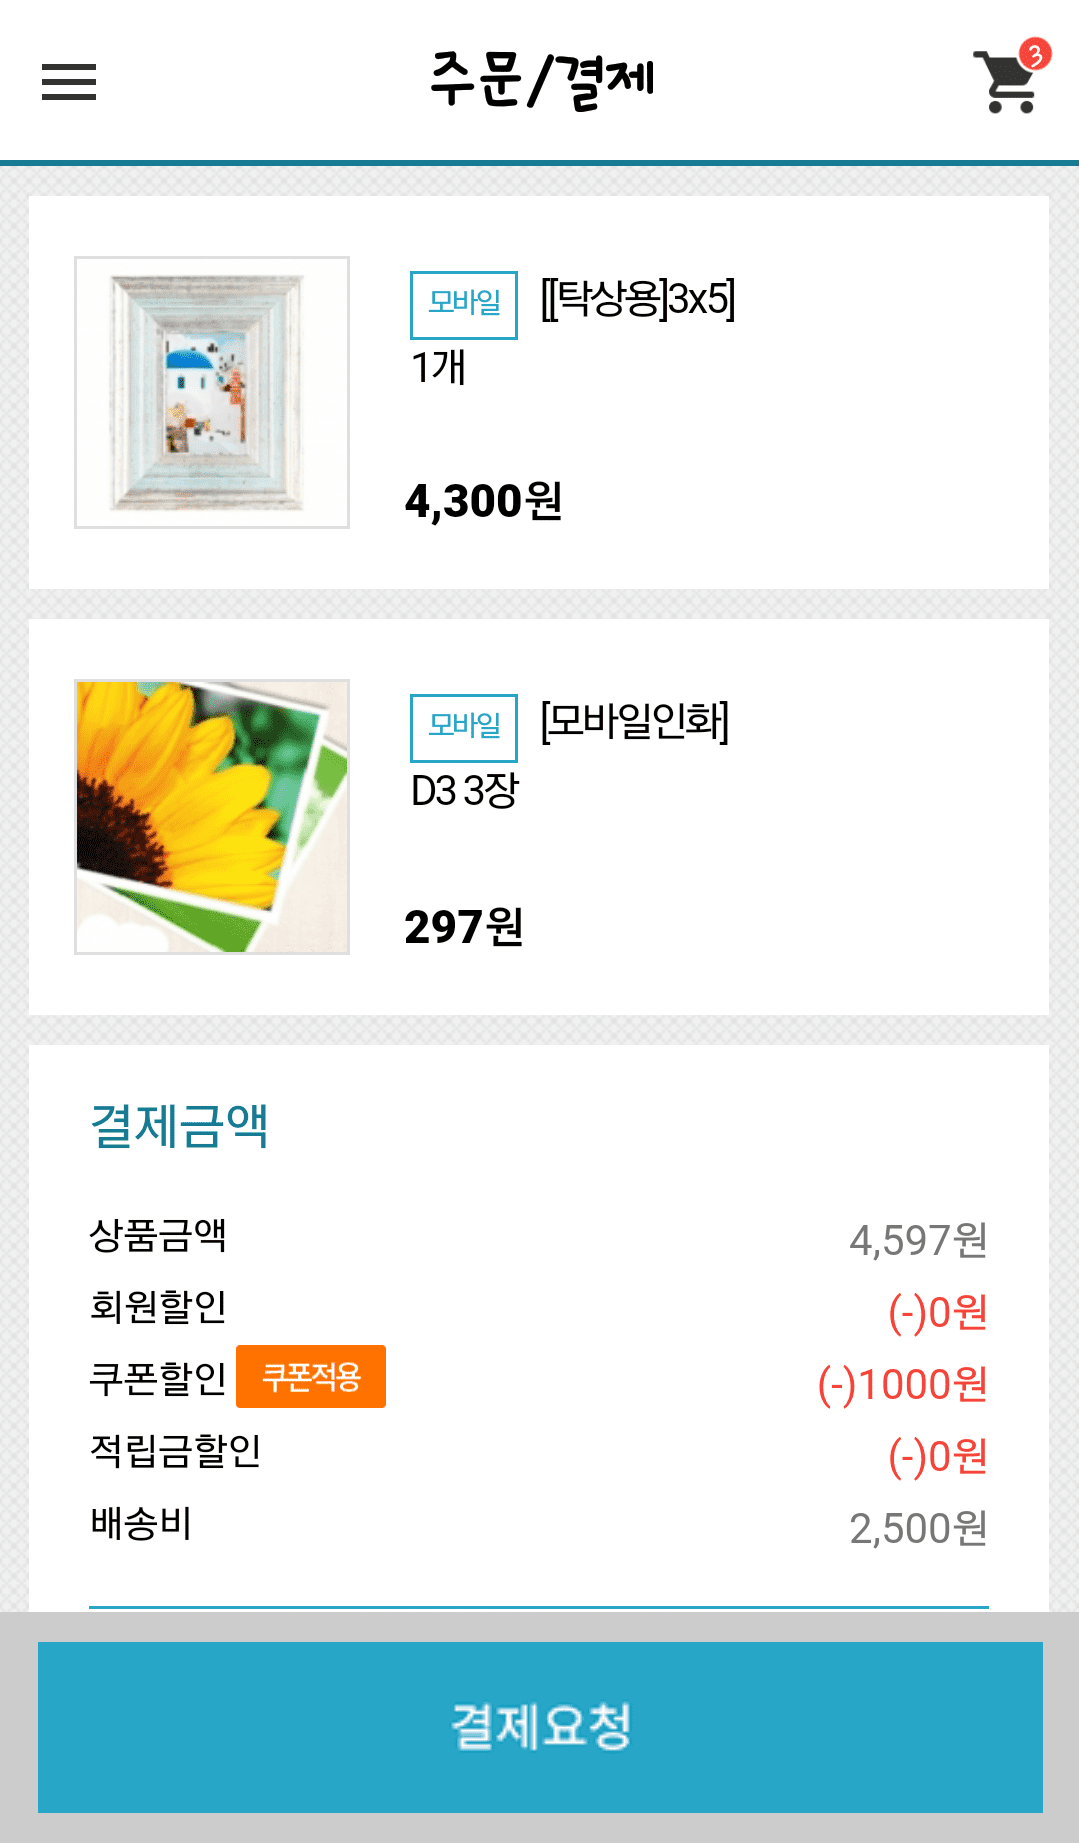 주문/결제
3
모바일 [[탁상용]3x5]
1개
4,300원
모바일 [모바일인화]
D3 3장
297원
결제금액
상품금액 4,597원
회원할인 (-)0원
쿠폰할인 쿠폰적용 (-)1000원
적립금할인 (-)0원
배송비 2,500원
결제요청